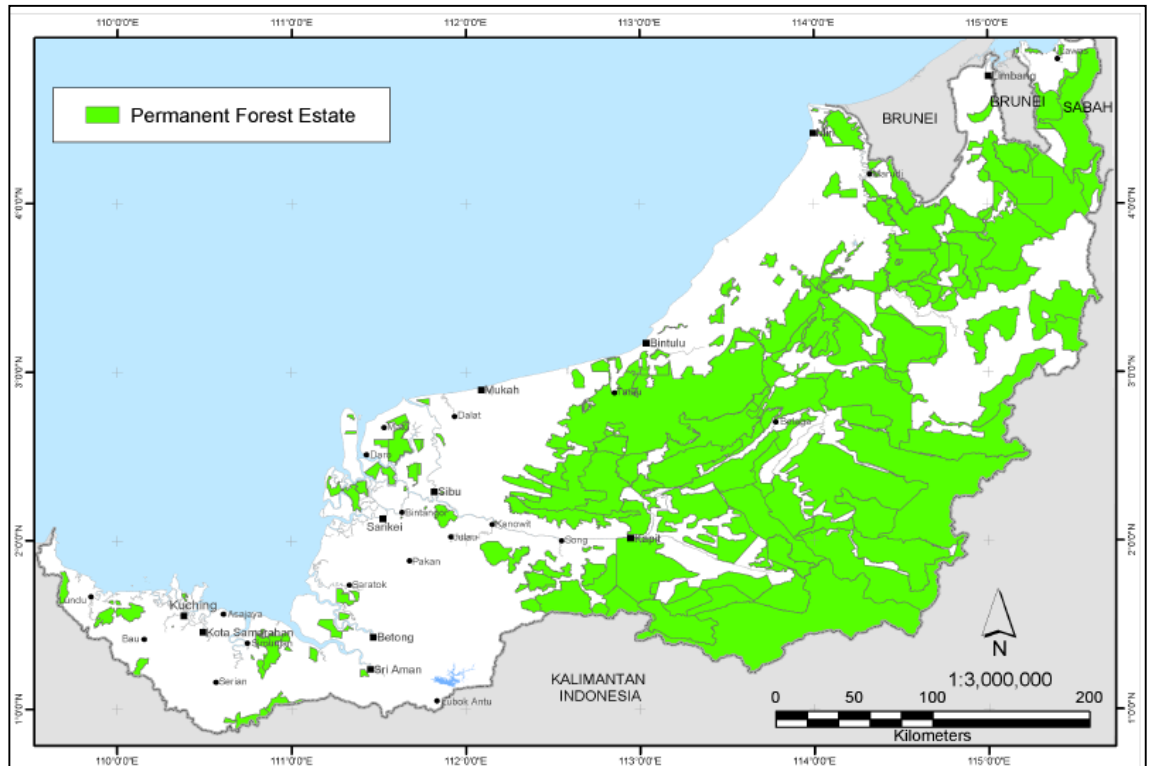 110°0'0"E 111°0'0"E 112°0'0"E 113°0'0"E 114°0'0"E 115°0'0"E
Permanent Forest Estate
Lawas
Limbang
BRUNEI
BRUNEI
SABAH
Miri
Marudi
4°0'0"N
4°0'0"N
Bintulu
3°0'0"N
3°0'0"N
Mukah
Tatau
Dalat
Belaga
Daro
Sibu
Bintangor
Sarikei
Kanowit
Julau
Song
Kapit
2°0'0"N
2°0'0"N
Pakan
Saratok
Lundu
Kuching
Asajaya
Kota Samarahan
Betong
Bau
Simunjan
Sri Aman
Serian
Lubok Antu
KALIMANTAN
INDONESIA
N
1:3,000,000
0 50 100 200
Kilometers
1°0'0"N
1°0'0"N
110°0'0"E 111°0'0"E 112°0'0"E 113°0'0"E 114°0'0"E 115°0'0"E